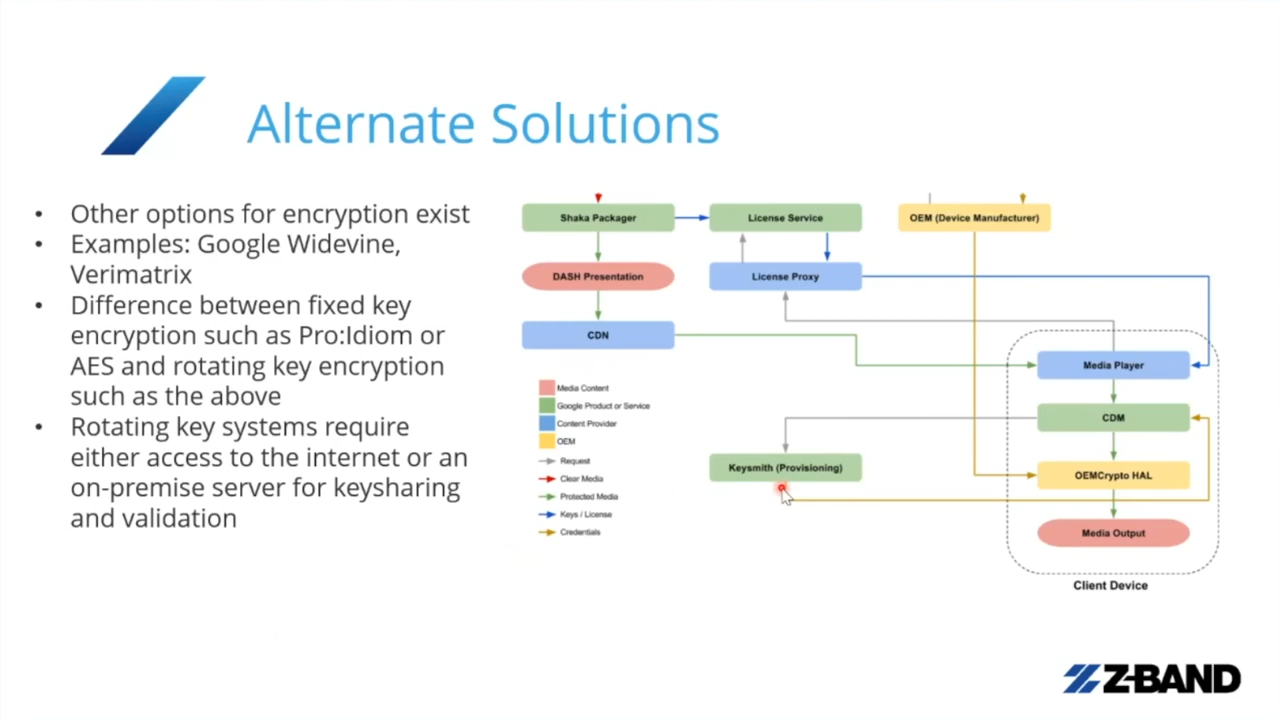 Alternate Solutions
• Other options for encryption exist
• Examples: Google Widevine,
Verimatrix
• Difference between fixed key
encryption such as Pro:Idiom or
AES and rotating key encryption
such as the above
• Rotating key systems require
either access to the internet or an
on-premise server for keysharing
and validation
Shaka Packager
License Service
OEM (Device Manufacturer)
DASH Presentation
License Proxy
CDN
Media Player
CDM
Keysmith (Provisioning)
OEMCrypto HAL
Media Output
Client Device
Media Content
Google Product or Service
Content Provider
OEM
Request
Clear Media
Protected Media
Keys / License
Credentials
Z-BAND